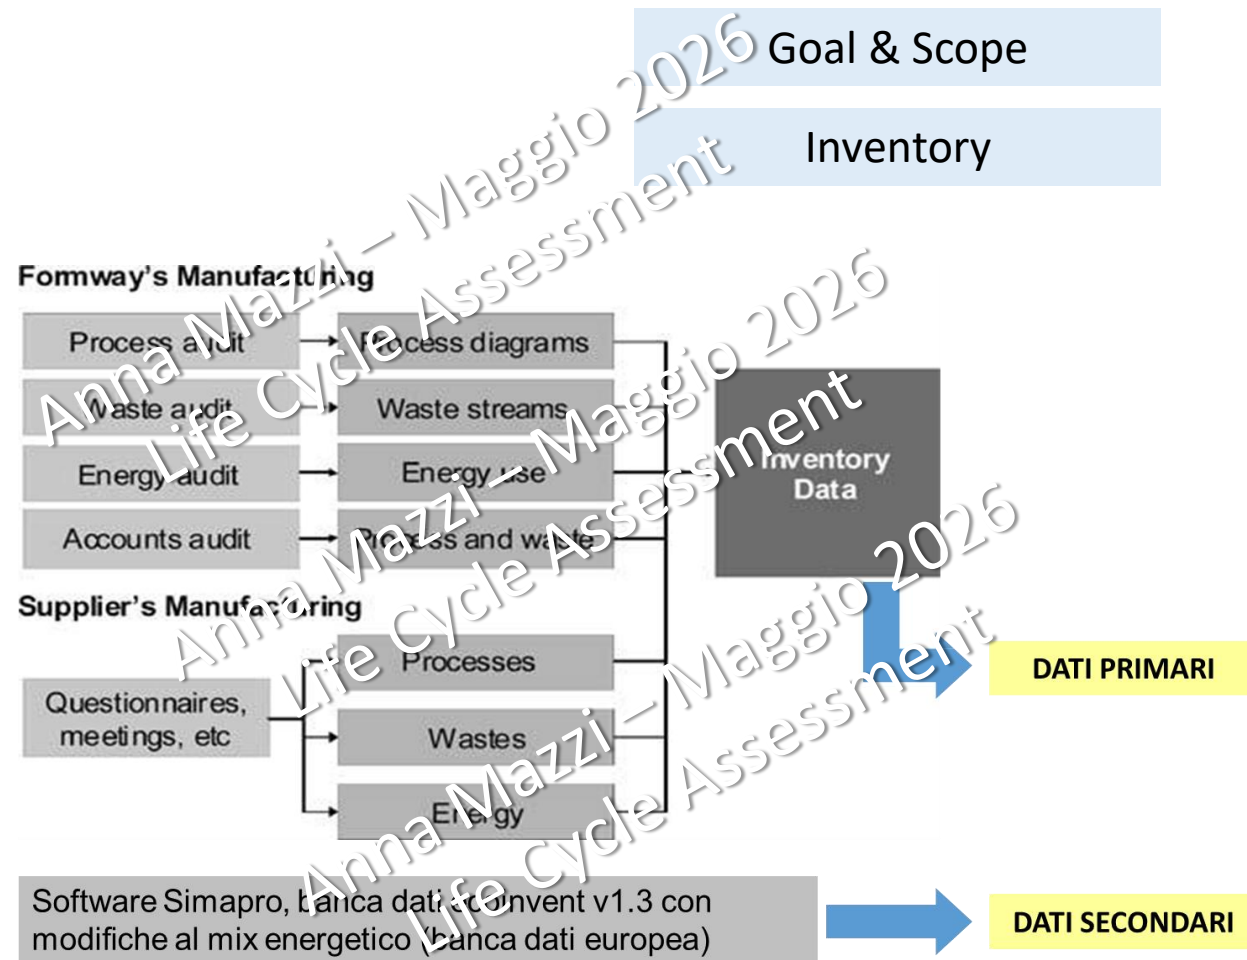 Goal & Scope
Inventory
Formway's Manufacturing
Process audit
Process diagrams
Waste audit
Waste streams
Energy audit
Energy use
Accounts audit
Process and waste
Inventory
Data
Supplier's Manufacturing
Questionnaires,
meetings, etc
Processes
Wastes
Energy
DATI PRIMARI
Software Simapro, banca dati ecoinvent v1.3 con
modifiche al mix energetico (banca dati europea)
DATI SECONDARI
Anna Mazzi – Maggio 2026
Life Cycle Assessment
Anna Mazzi – Maggio 2026
Life Cycle Assessment
Anna Mazzi – Maggio 2026
Life Cycle Assessment